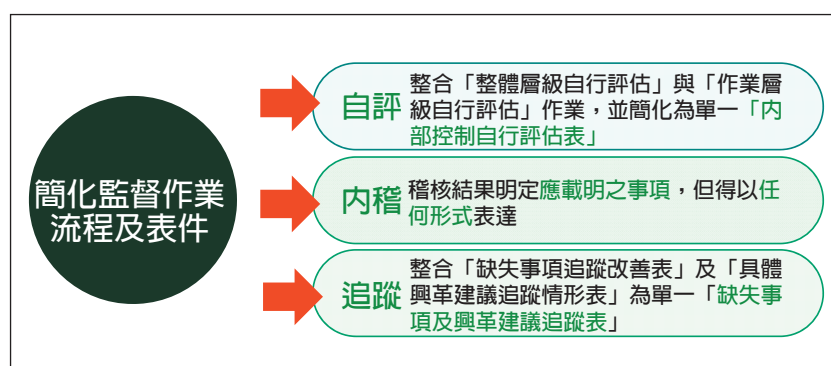 簡化監督作業
流程及表件
自評
整合「整體層級自行評估」與「作業層
級自行評估」作業，並簡化為單一「內
部控制自行評估表」
內稽
稽核結果明定應載明之事項，但得以任
何形式表達
追蹤
整合「缺失事項追蹤改善表」及「具體
興革建議追蹤情形表」為單一「缺失事
項及興革建議追蹤表」